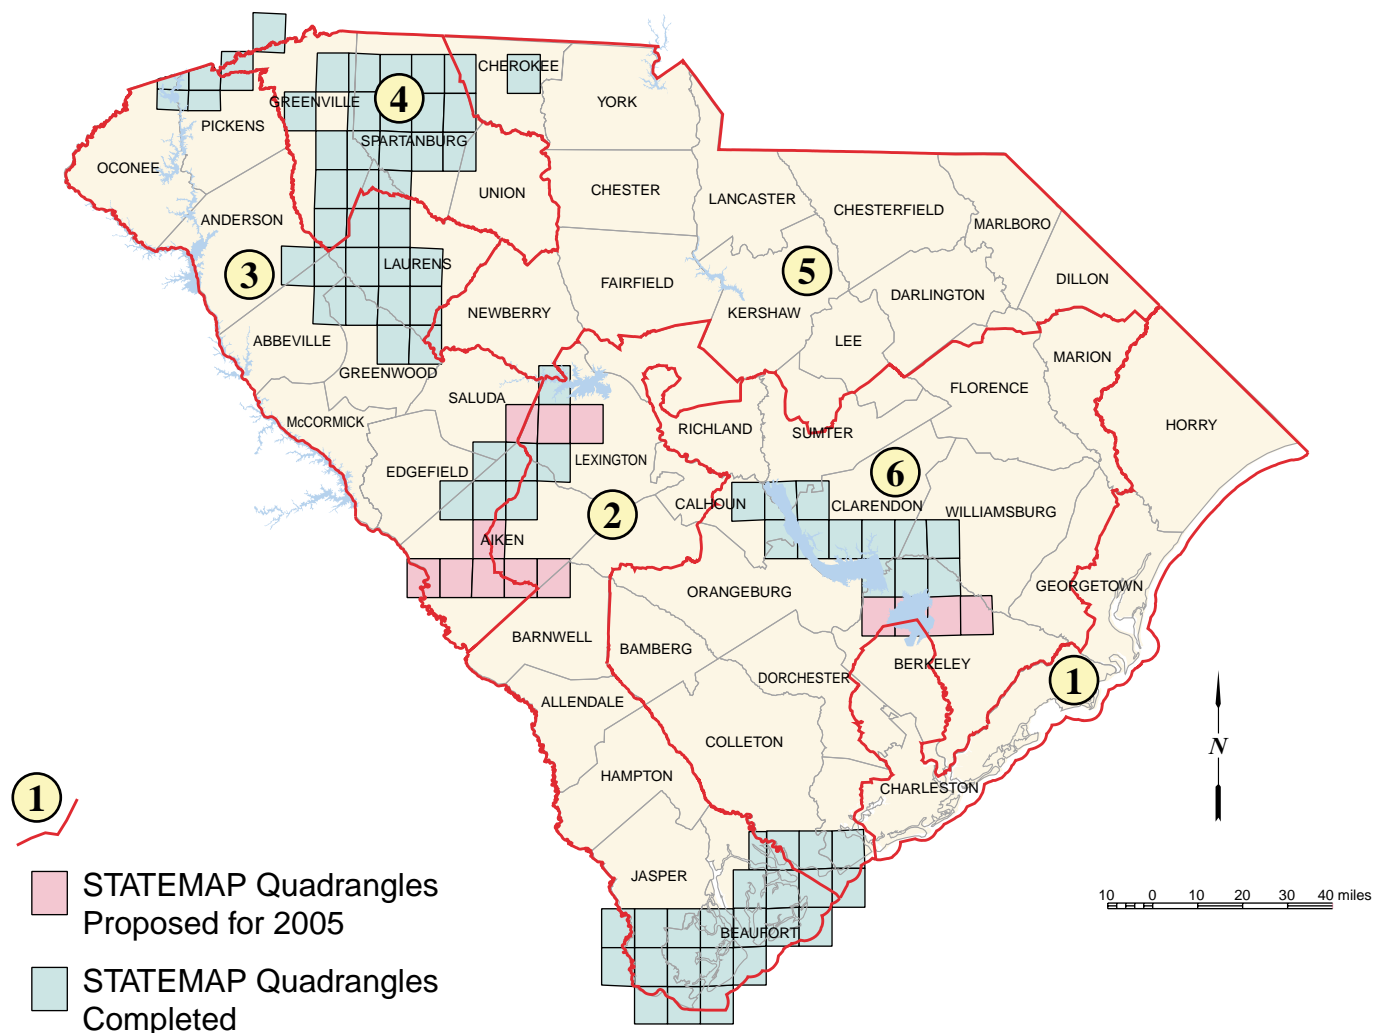 CHEROKEE
GREENVILLE
4
YORK
PICKENS
SPARTANBURG
OCONEE
UNION
CHESTER
LANCASTER
CHESTERFIELD
MARLBORO
ANDERSON
3
LAURENS
5
FAIRFIELD
DILLON
DARLINGTON
NEWBERRY
KERSHAW
ABBEVILLE
LEE
MARION
GREENWOOD
FLORENCE
SALUDA
McCORMICK
RICHLAND
SUMTER
HORRY
EDGEFIELD
LEXINGTON
6
CALHOUN
CLARENDON
WILLIAMSBURG
2
AIKEN
ORANGEBURG
GEORGETOWN
BARNWELL
BAMBERG
BERKELEY
DORCHESTER
1
ALLENDALE
COLLETON
N
HAMPTON
CHARLESTON
1
JASPER
STATEMAP Quadrangles
Proposed for 2005
10 0 10 20 30 40 miles
BEAUFORT
STATEMAP Quadrangles
Completed